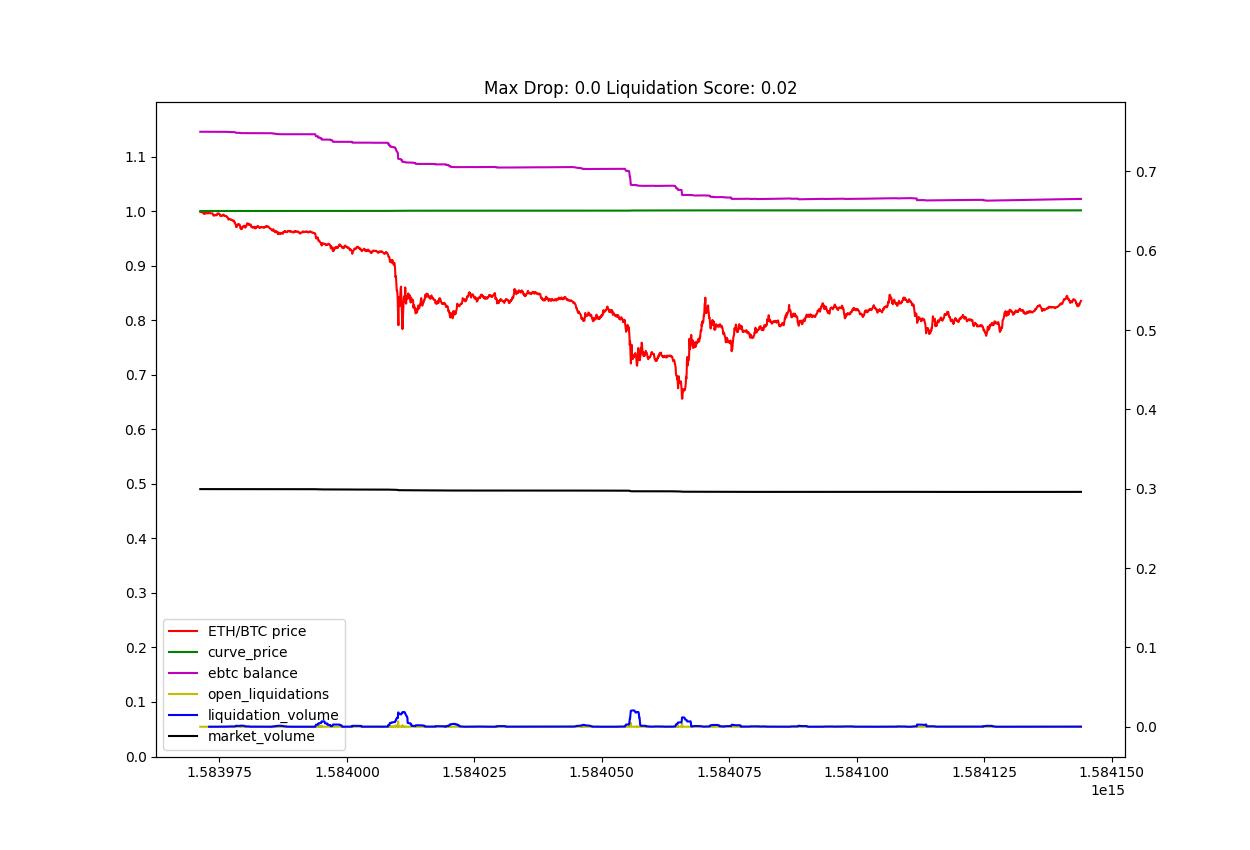 Max Drop: 0.0 Liquidation Score: 0.02
1.1
1.0
0.9
0.8
0.7
0.6
0.5
0.4
0.3
0.2
0.1
0.0
0.7
0.6
0.5
0.4
0.3
0.2
0.1
0.0
ETH/BTC price
curve_price
ebtc balance
open_liquidations
liquidation_volume
market_volume
1.583975 1.584000 1.584025 1.584050 1.584075 1.584100 1.584125 1.584150
1e15